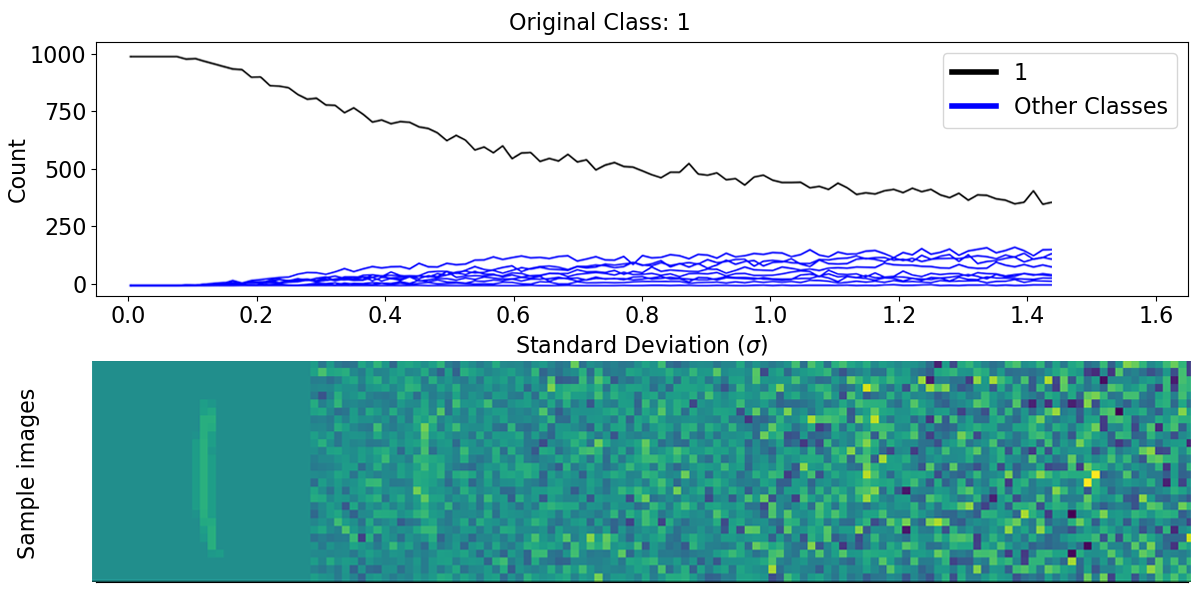 Original Class: 1
1000
750
500
250
0
Count
1
Other Classes
0.0 0.2 0.4 0.6 0.8 1.0 1.2 1.4 1.6
Standard Deviation (σ)
Sample images